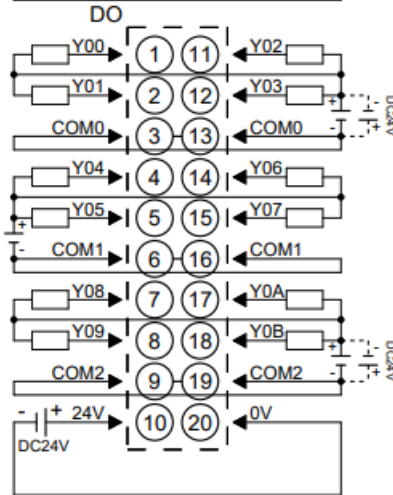 DO
Y00 1 11 Y02
Y01 2 12 Y03
+ - - + DC24V
COM0 3 13 COM0
Y04 4 14 Y06
Y05 5 15 Y07
+ -
COM1 6 16 COM1
Y08 7 17 Y0A
Y09 8 18 Y0B
+ - - + DC24V
COM2 9 19 COM2
- + 24V 10 20 0V
DC24V